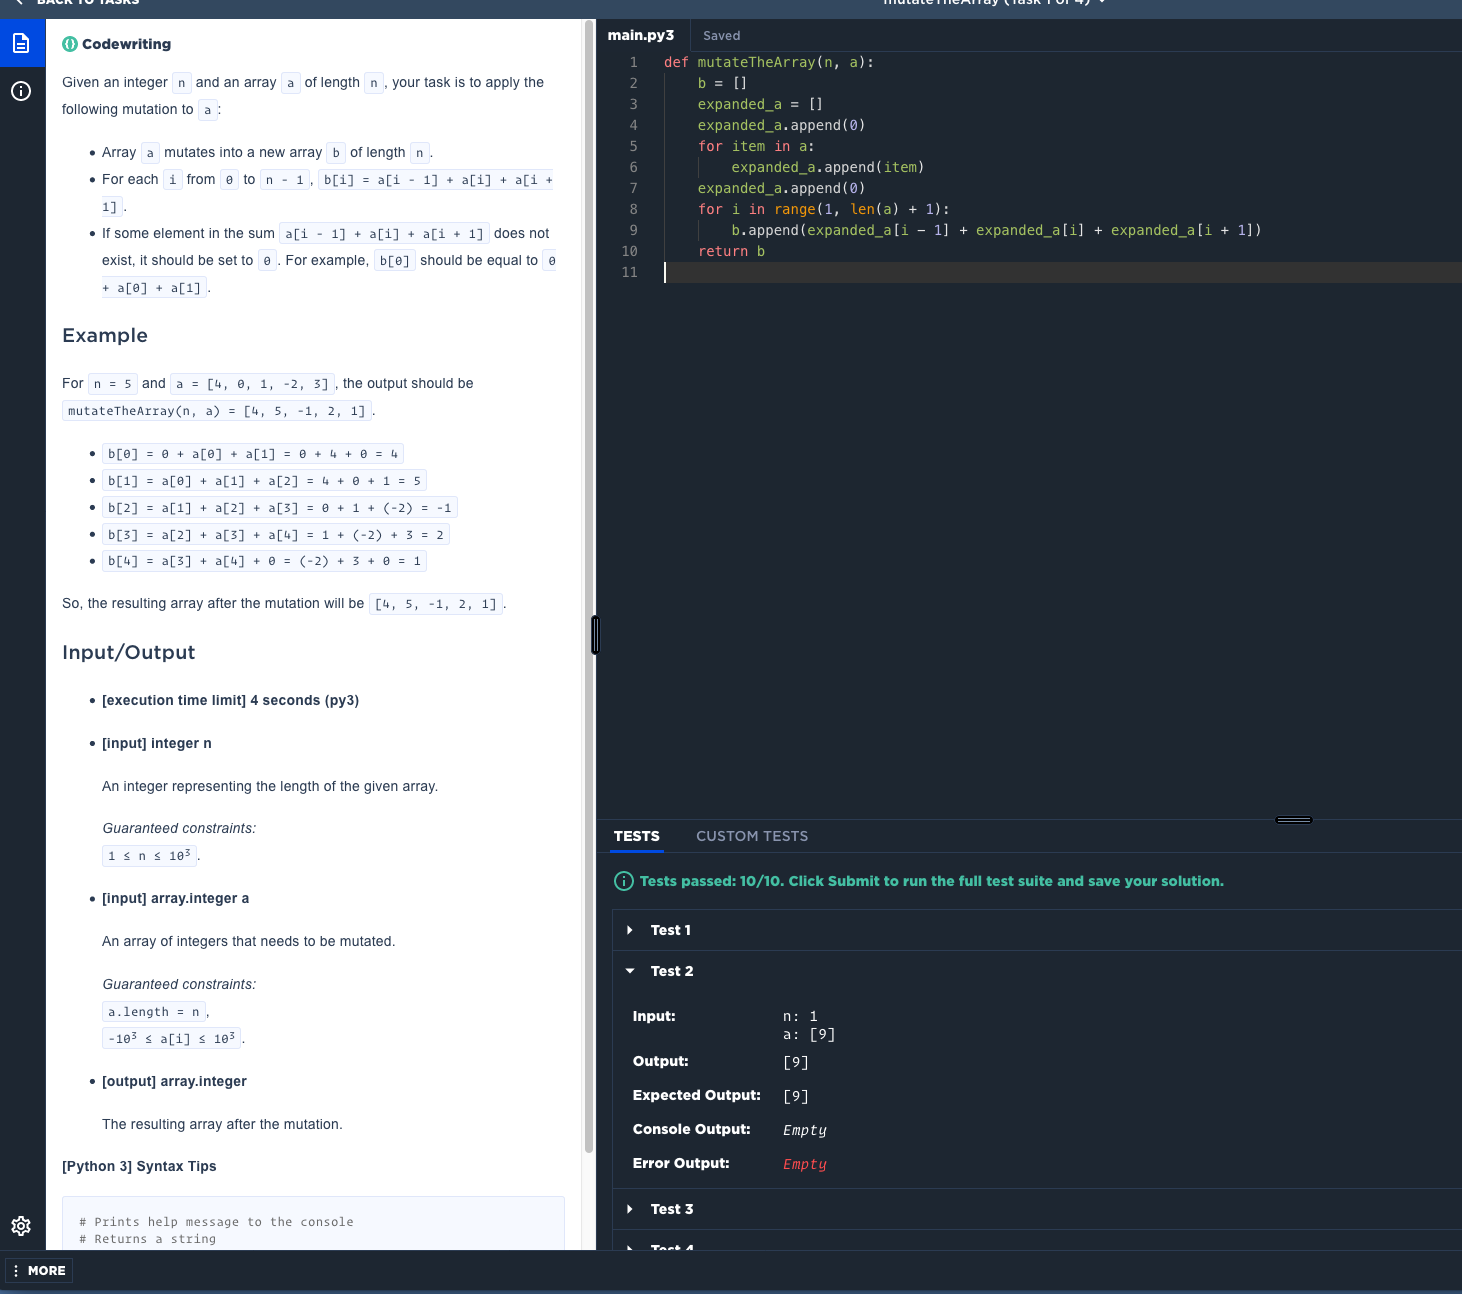 BACK TO TASKS
mutateTheArray (Task 1 of 4)
Codewriting
Given an integer n and an array a of length n, your task is to apply the
following mutation to a:
• Array a mutates into a new array b of length n.
• For each i from 0 to n - 1, b[i] = a[i - 1] + a[i] + a[i +
1].
• If some element in the sum a[i - 1] + a[i] + a[i + 1] does not
exist, it should be set to 0. For example, b[0] should be equal to 0
+ a[0] + a[1].
Example
For n = 5 and a = [4, 0, 1, -2, 3], the output should be
mutateTheArray(n, a) = [4, 5, -1, 2, 1].
• b[0] = 0 + a[0] + a[1] = 0 + 4 + 0 = 4
• b[1] = a[0] + a[1] + a[2] = 4 + 0 + 1 = 5
• b[2] = a[1] + a[2] + a[3] = 0 + 1 + (-2) = -1
• b[3] = a[2] + a[3] + a[4] = 1 + (-2) + 3 = 2
• b[4] = a[3] + a[4] + 0 = (-2) + 3 + 0 = 1
So, the resulting array after the mutation will be [4, 5, -1, 2, 1].
Input/Output
• [execution time limit] 4 seconds (py3)
• [input] integer n
An integer representing the length of the given array.
Guaranteed constraints:
1 ≤ n ≤ 10³.
• [input] array.integer a
An array of integers that needs to be mutated.
Guaranteed constraints:
a.length = n,
-10³ ≤ a[i] ≤ 10³.
• [output] array.integer
The resulting array after the mutation.
[Python 3] Syntax Tips
# Prints help message to the console
# Returns a string
MORE
main.py3 Saved
1 def mutateTheArray(n, a):
2     b = []
3     expanded_a = []
4     expanded_a.append(0)
5     for item in a:
6         expanded_a.append(item)
7     expanded_a.append(0)
8     for i in range(1, len(a) + 1):
9         b.append(expanded_a[i - 1] + expanded_a[i] + expanded_a[i + 1])
10     return b
11
TESTS CUSTOM TESTS
Tests passed: 10/10. Click Submit to run the full test suite and save your solution.
Test 1
Test 2
Input: n: 1
a: [9]
Output: [9]
Expected Output: [9]
Console Output: Empty
Error Output: Empty
Test 3
Test 4